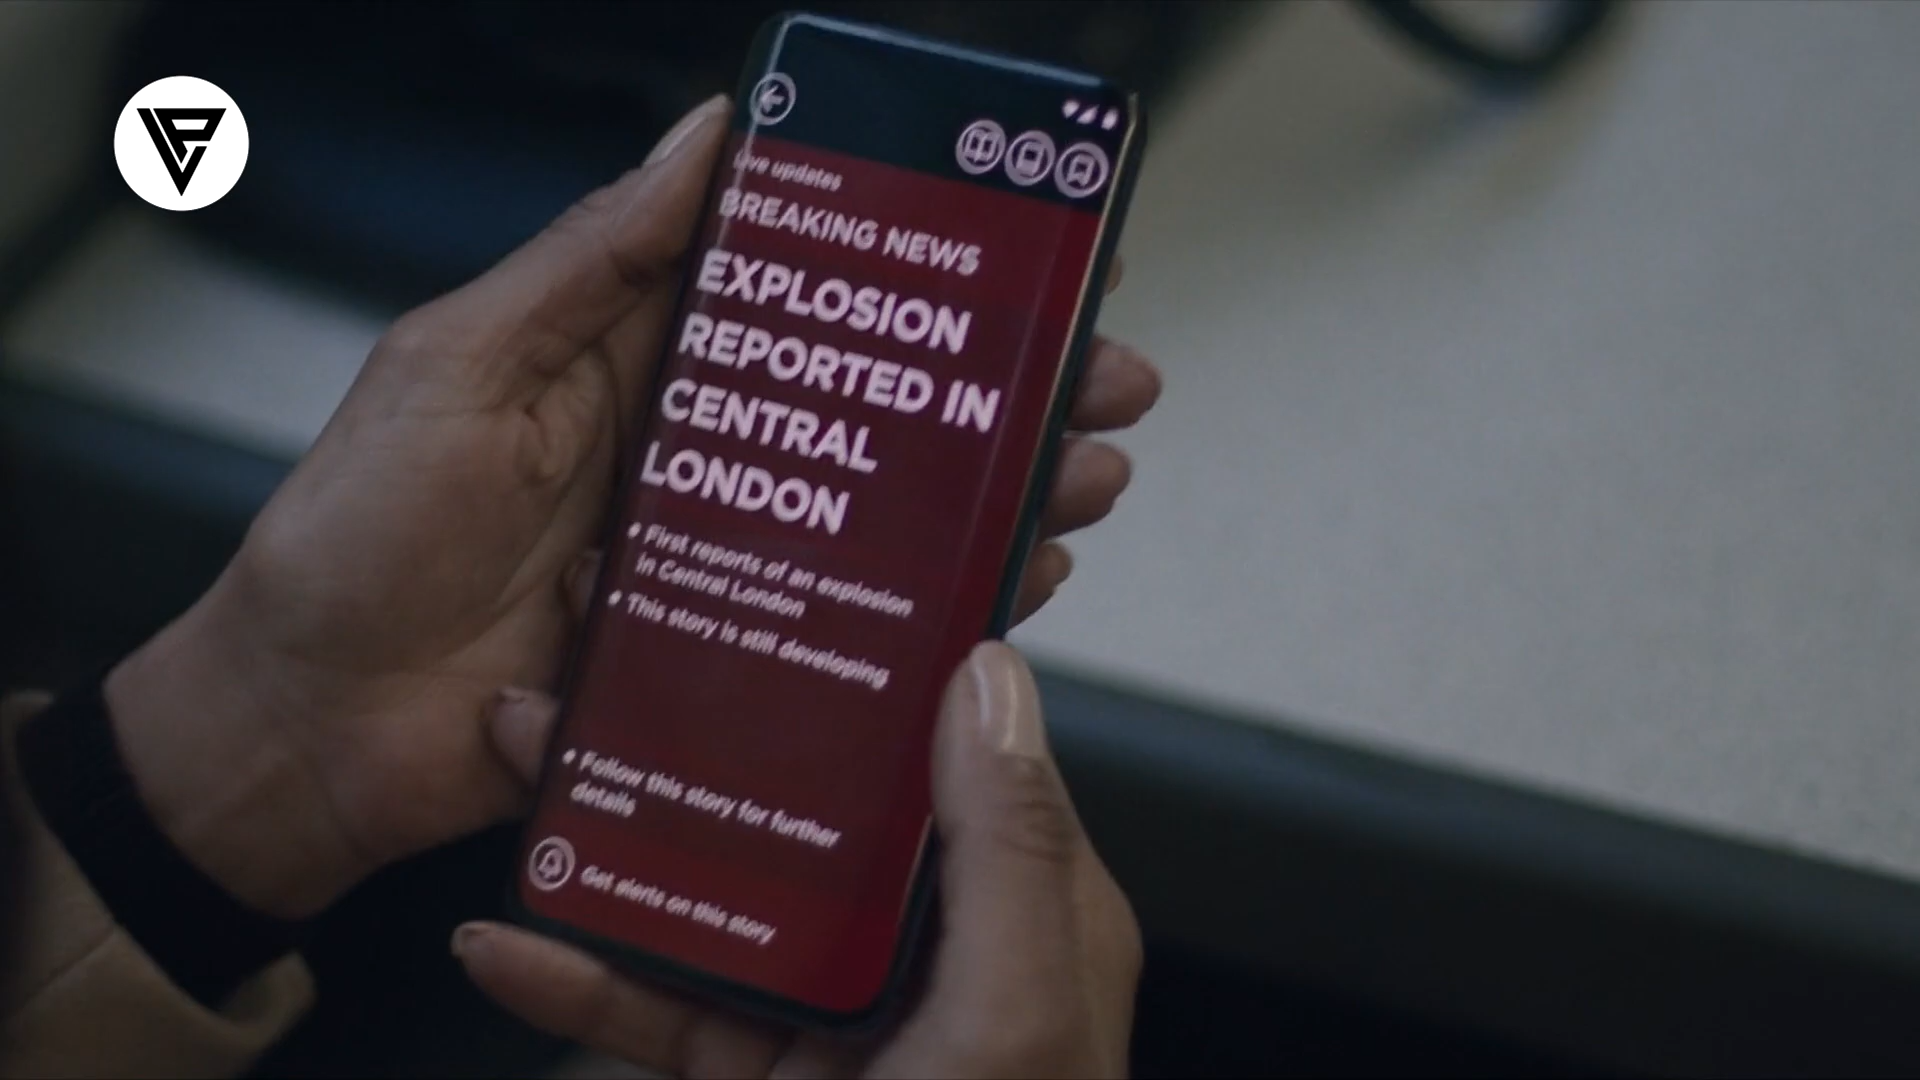 Live updates
BREAKING NEWS
EXPLOSION
REPORTED IN
CENTRAL
LONDON
• First reports of an explosion
in Central London
• This story is still developing
• Follow this story for further
details
Get alerts on this story